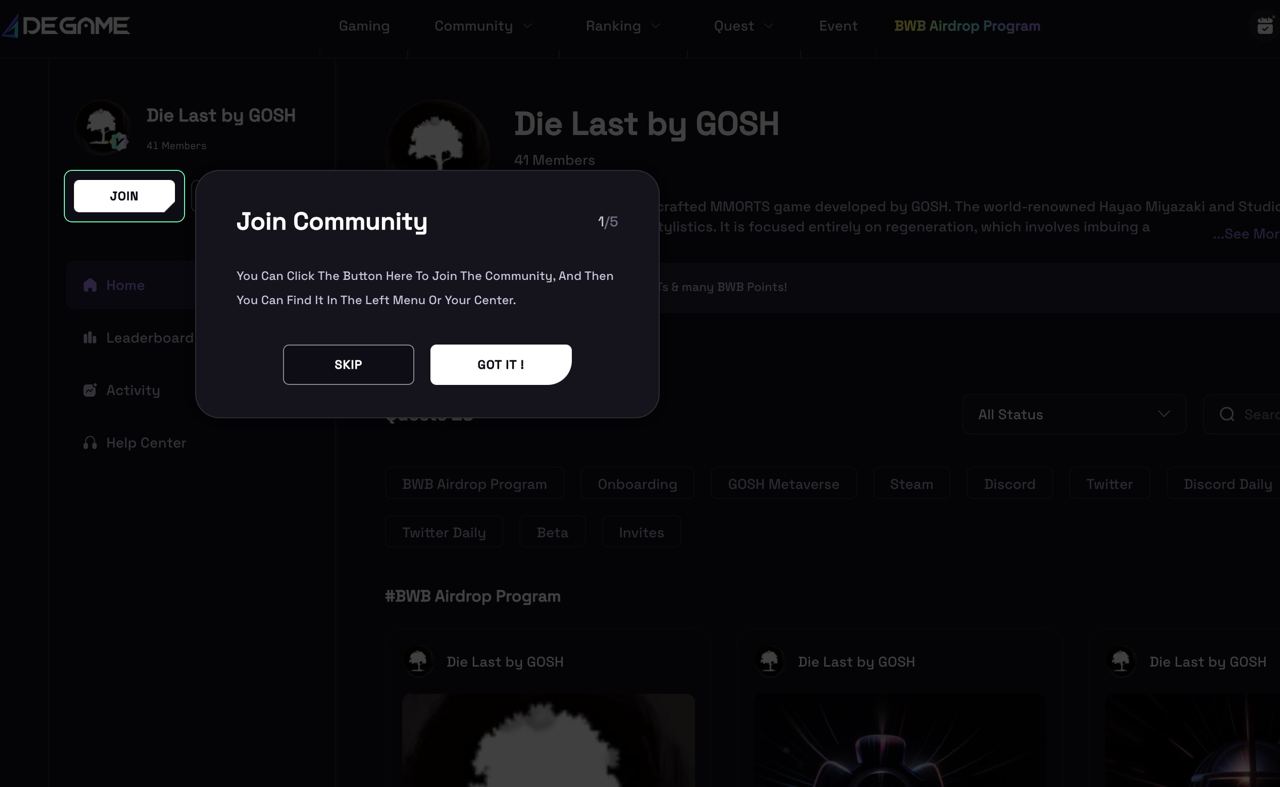 DEGAME
Gaming
Community
Ranking
Quest
Event
BWB Airdrop Program
Die Last by GOSH
41 Members
JOIN
Home
Leaderboard
Activity
Help Center
Die Last by GOSH
41 Members
crafted MMORTS game developed by GOSH. The world-renowned Hayao Miyazaki and Studio
stylistics. It is focused entirely on regeneration, which involves imbuing a
...See Mor
& many BWB Points!
Join Community
1/5
You Can Click The Button Here To Join The Community, And Then
You Can Find It In The Left Menu Or Your Center.
SKIP
GOT IT !
All Status
Searc
BWB Airdrop Program
Onboarding
GOSH Metaverse
Steam
Discord
Twitter
Discord Daily
Twitter Daily
Beta
Invites
#BWB Airdrop Program
Die Last by GOSH
Die Last by GOSH
Die Last by GOSH